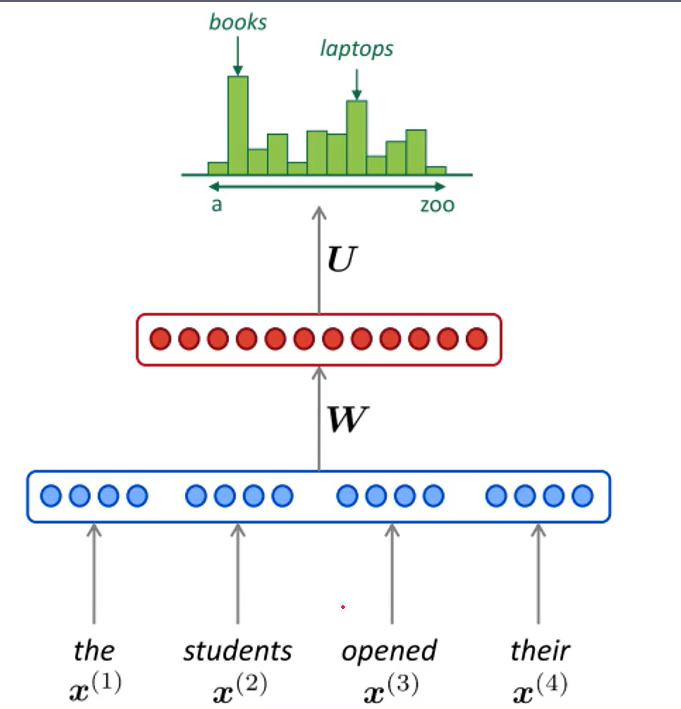 books
laptops
a zoo
U
W
the students opened their
x^(1) x^(2) x^(3) x^(4)